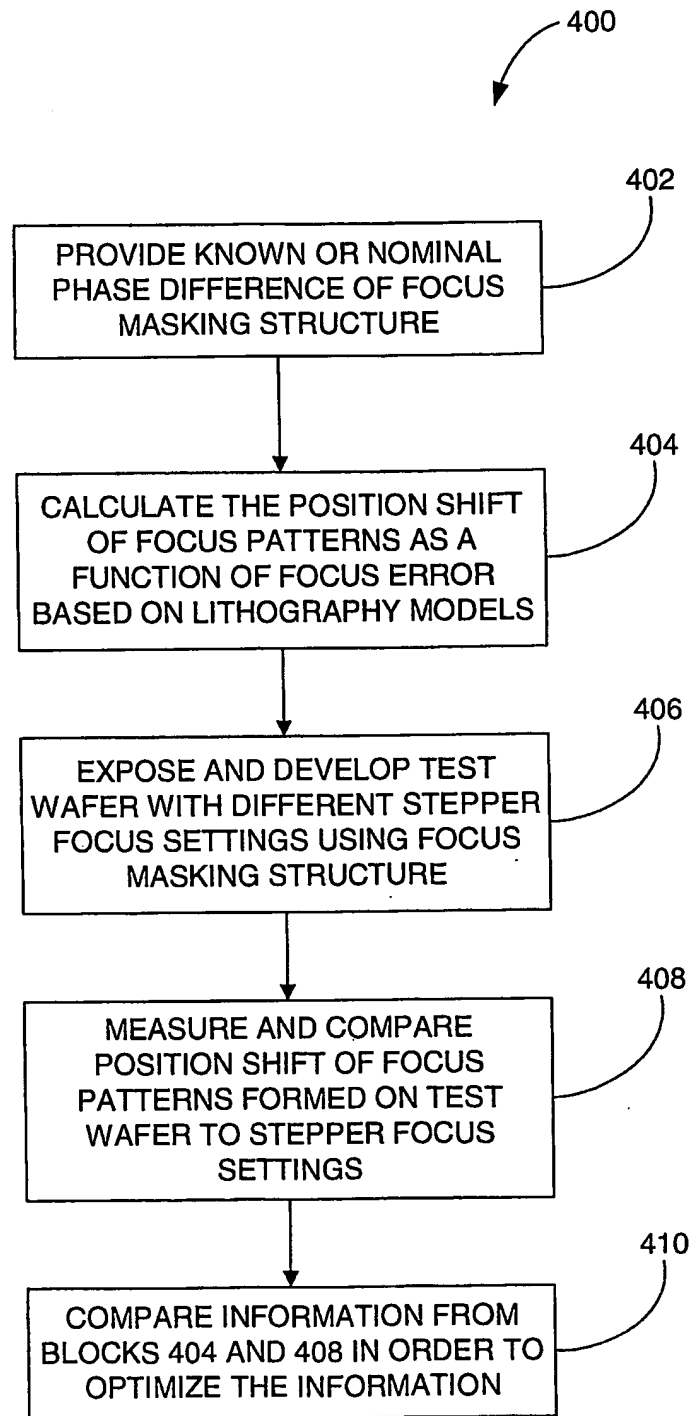 400
402
PROVIDE KNOWN OR NOMINAL
PHASE DIFFERENCE OF FOCUS
MASKING STRUCTURE
404
CALCULATE THE POSITION SHIFT
OF FOCUS PATTERNS AS A
FUNCTION OF FOCUS ERROR
BASED ON LITHOGRAPHY MODELS
406
EXPOSE AND DEVELOP TEST
WAFER WITH DIFFERENT STEPPER
FOCUS SETTINGS USING FOCUS
MASKING STRUCTURE
408
MEASURE AND COMPARE
POSITION SHIFT OF FOCUS
PATTERNS FORMED ON TEST
WAFER TO STEPPER FOCUS
SETTINGS
410
COMPARE INFORMATION FROM
BLOCKS 404 AND 408 IN ORDER TO
OPTIMIZE THE INFORMATION